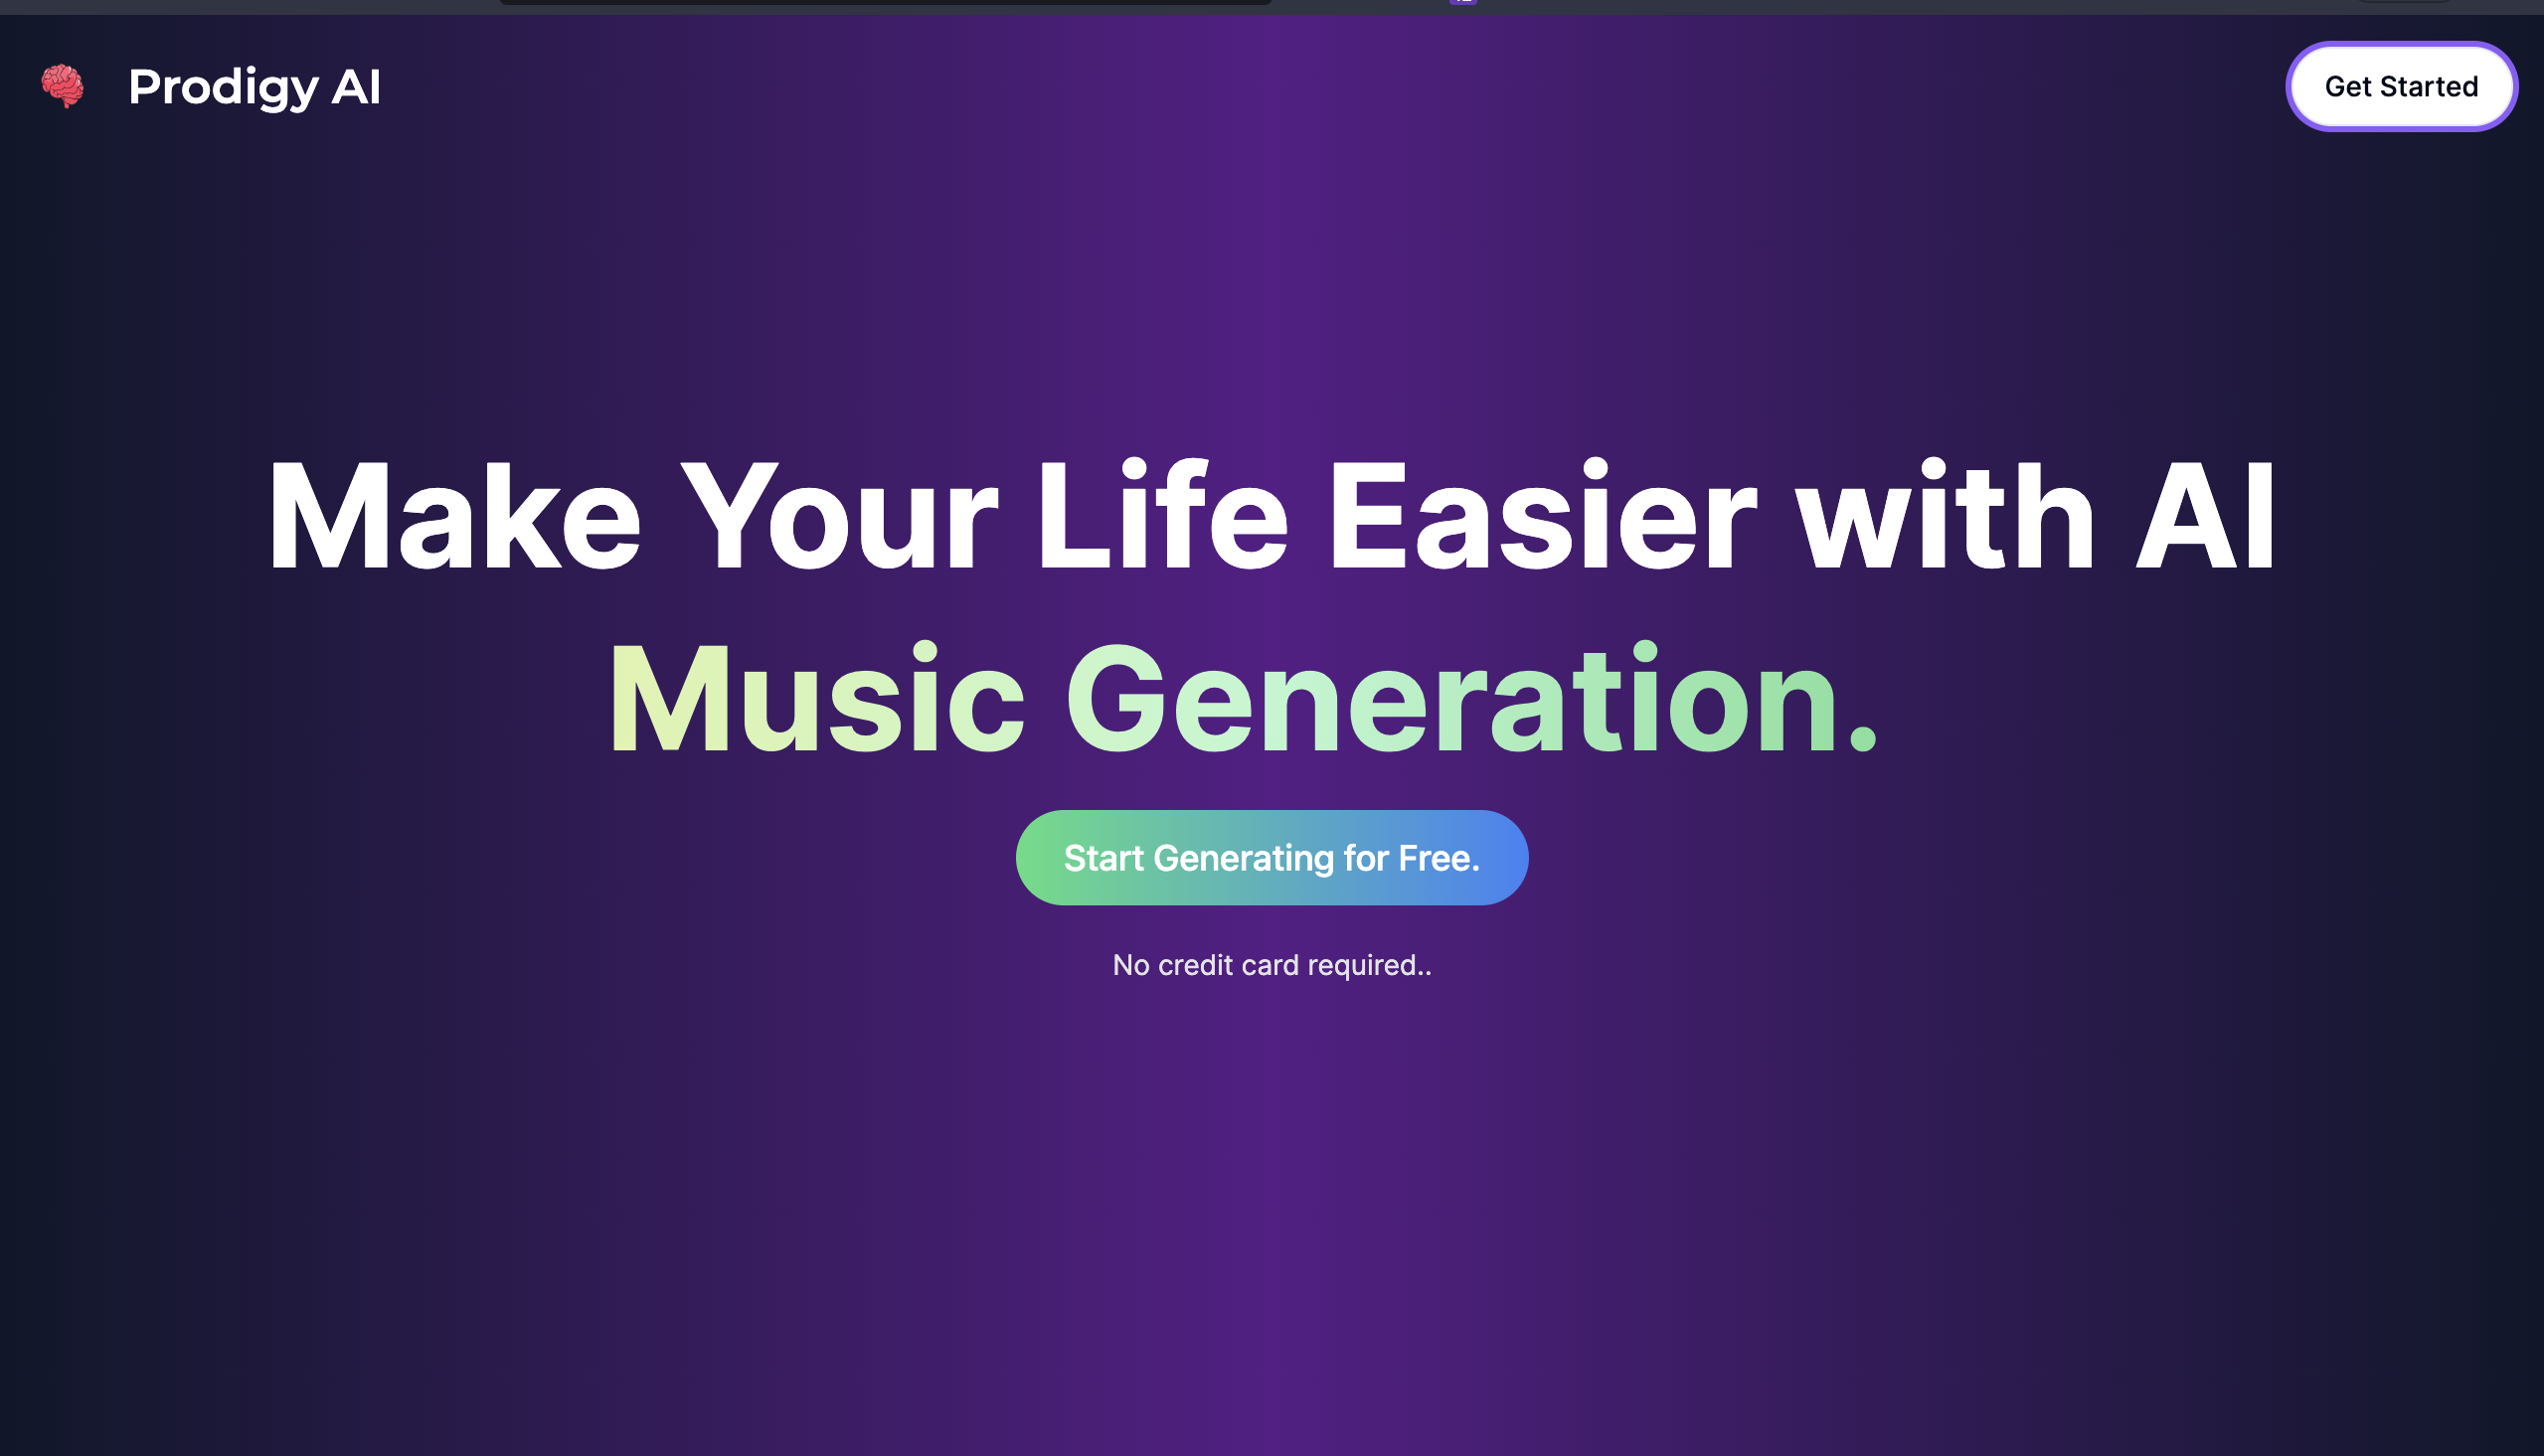 Prodigy AI
Get Started
Make Your Life Easier with AI
Music Generation.
Start Generating for Free.
No credit card required..